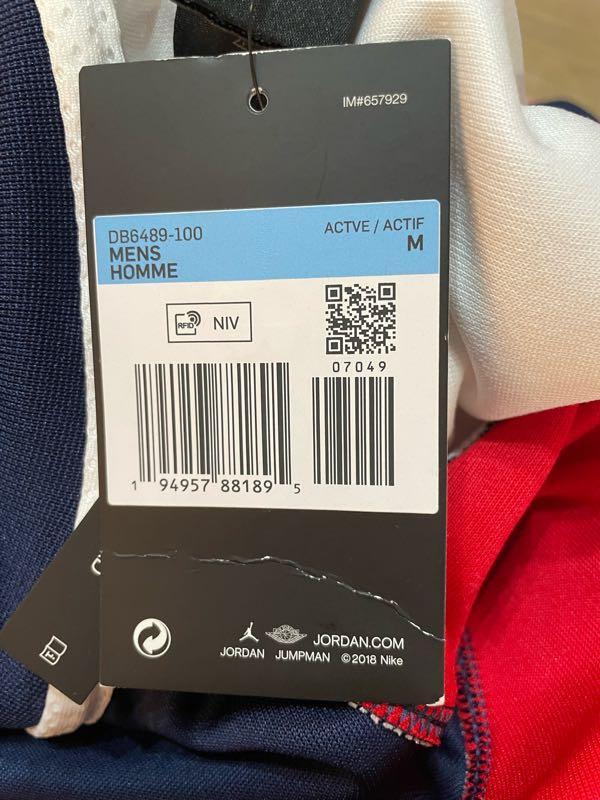 IM#657929
DB6489-100
ACTVE / ACTIF
MENS
M
HOMME
RFID NIV
07049
1 94957 88189 5
JORDAN.COM
JORDAN JUMPMAN ©2018 Nike